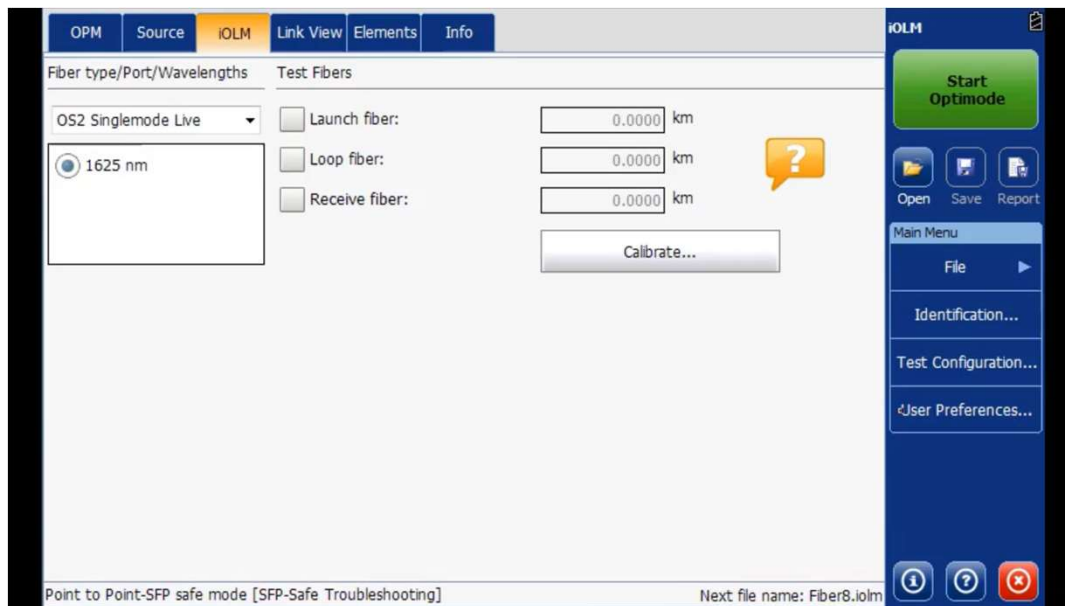 OPM Source iOLM Link View Elements Info
Fiber type/Port/Wavelengths
OS2 Singlemode Live
1625 nm
Test Fibers
Launch fiber: 0.0000 km
Loop fiber: 0.0000 km
Receive fiber: 0.0000 km
?
Calibrate...
Point to Point-SFP safe mode [SFP-Safe Troubleshooting]
Next file name: Fiber8.iolm
iOLM
Start
Optimode
Open Save Report
Main Menu
File
Identification...
Test Configuration...
User Preferences...